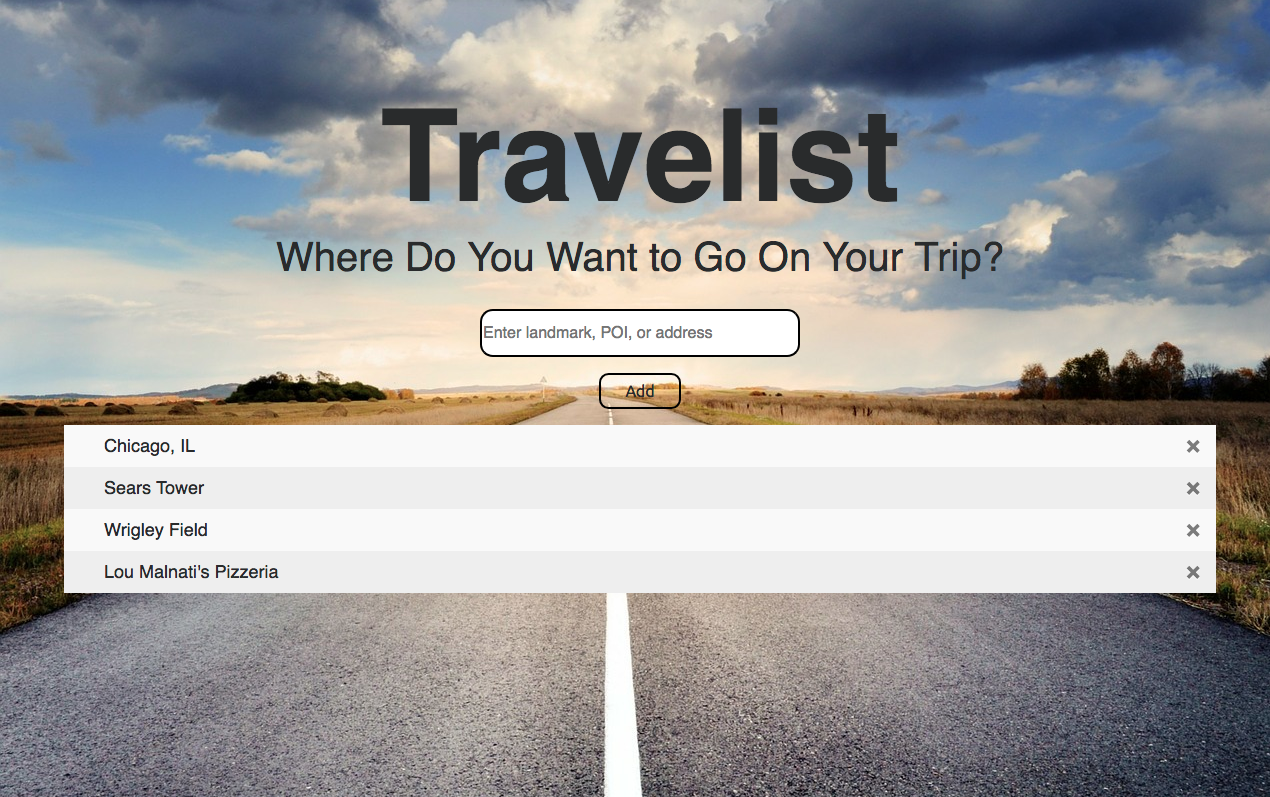 Travelist
Where Do You Want to Go On Your Trip?
Enter landmark, POI, or address
Add
Chicago, IL
Sears Tower
Wrigley Field
Lou Malnati's Pizzeria